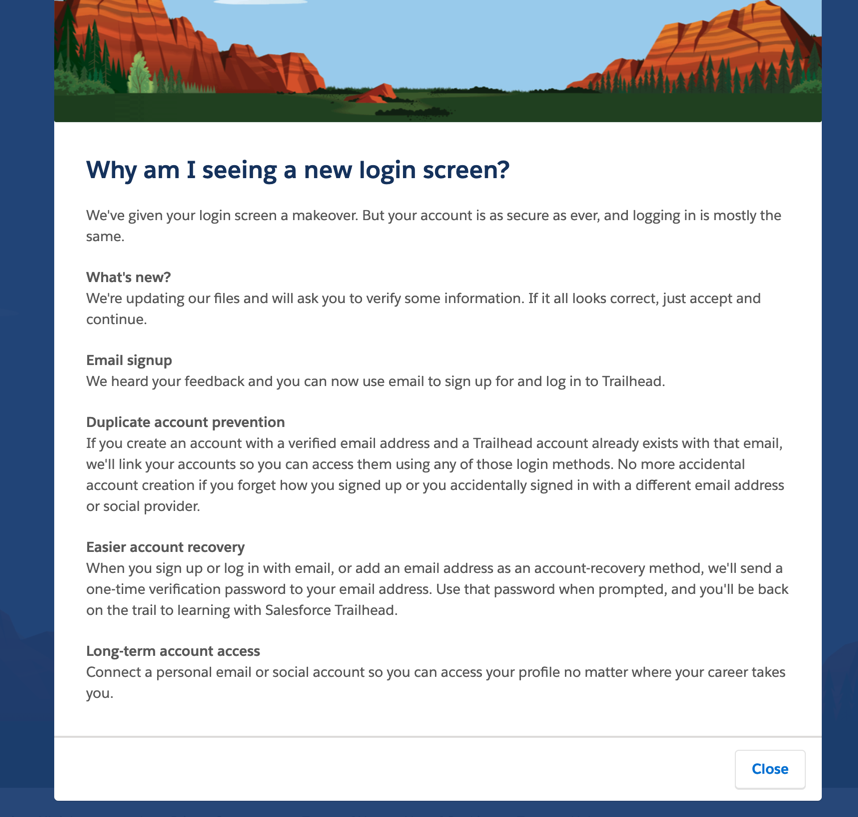 Why am I seeing a new login screen?
We've given your login screen a makeover. But your account is as secure as ever, and logging in is mostly the
same.
What's new?
We're updating our files and will ask you to verify some information. If it all looks correct, just accept and
continue.
Email signup
We heard your feedback and you can now use email to sign up for and log in to Trailhead.
Duplicate account prevention
If you create an account with a verified email address and a Trailhead account already exists with that email,
we'll link your accounts so you can access them using any of those login methods. No more accidental
account creation if you forget how you signed up or you accidentally signed in with a different email address
or social provider.
Easier account recovery
When you sign up or log in with email, or add an email address as an account-recovery method, we'll send a
one-time verification password to your email address. Use that password when prompted, and you'll be back
on the trail to learning with Salesforce Trailhead.
Long-term account access
Connect a personal email or social account so you can access your profile no matter where your career takes
you.
Close